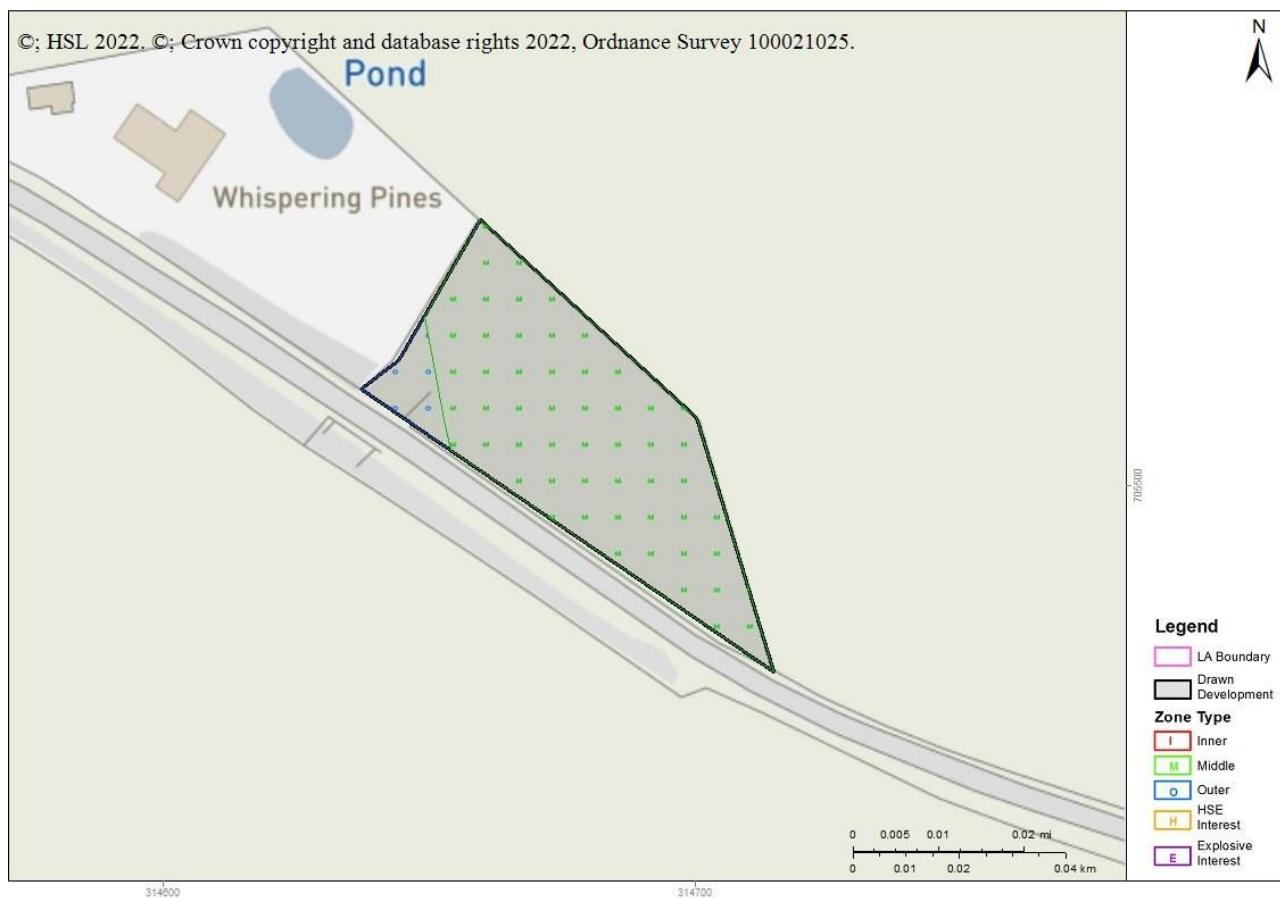 ©; HSL 2022. ©; Crown copyright and database rights 2022, Ordnance Survey 100021025.
N
Pond
Whispering Pines
705500
Legend
LA Boundary
Drawn
Development
Zone Type
I Inner
M Middle
O Outer
H HSE
Interest
E Explosive
Interest
0 0.005 0.01 0.02 mi
0 0.01 0.02 0.04 km
314600 314700